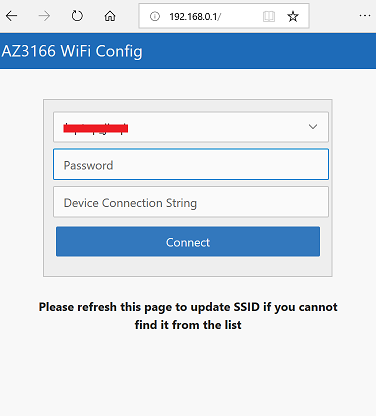 192.168.0.1/
AZ3166 WiFi Config
Password
Device Connection String
Connect
Please refresh this page to update SSID if you cannot
find it from the list